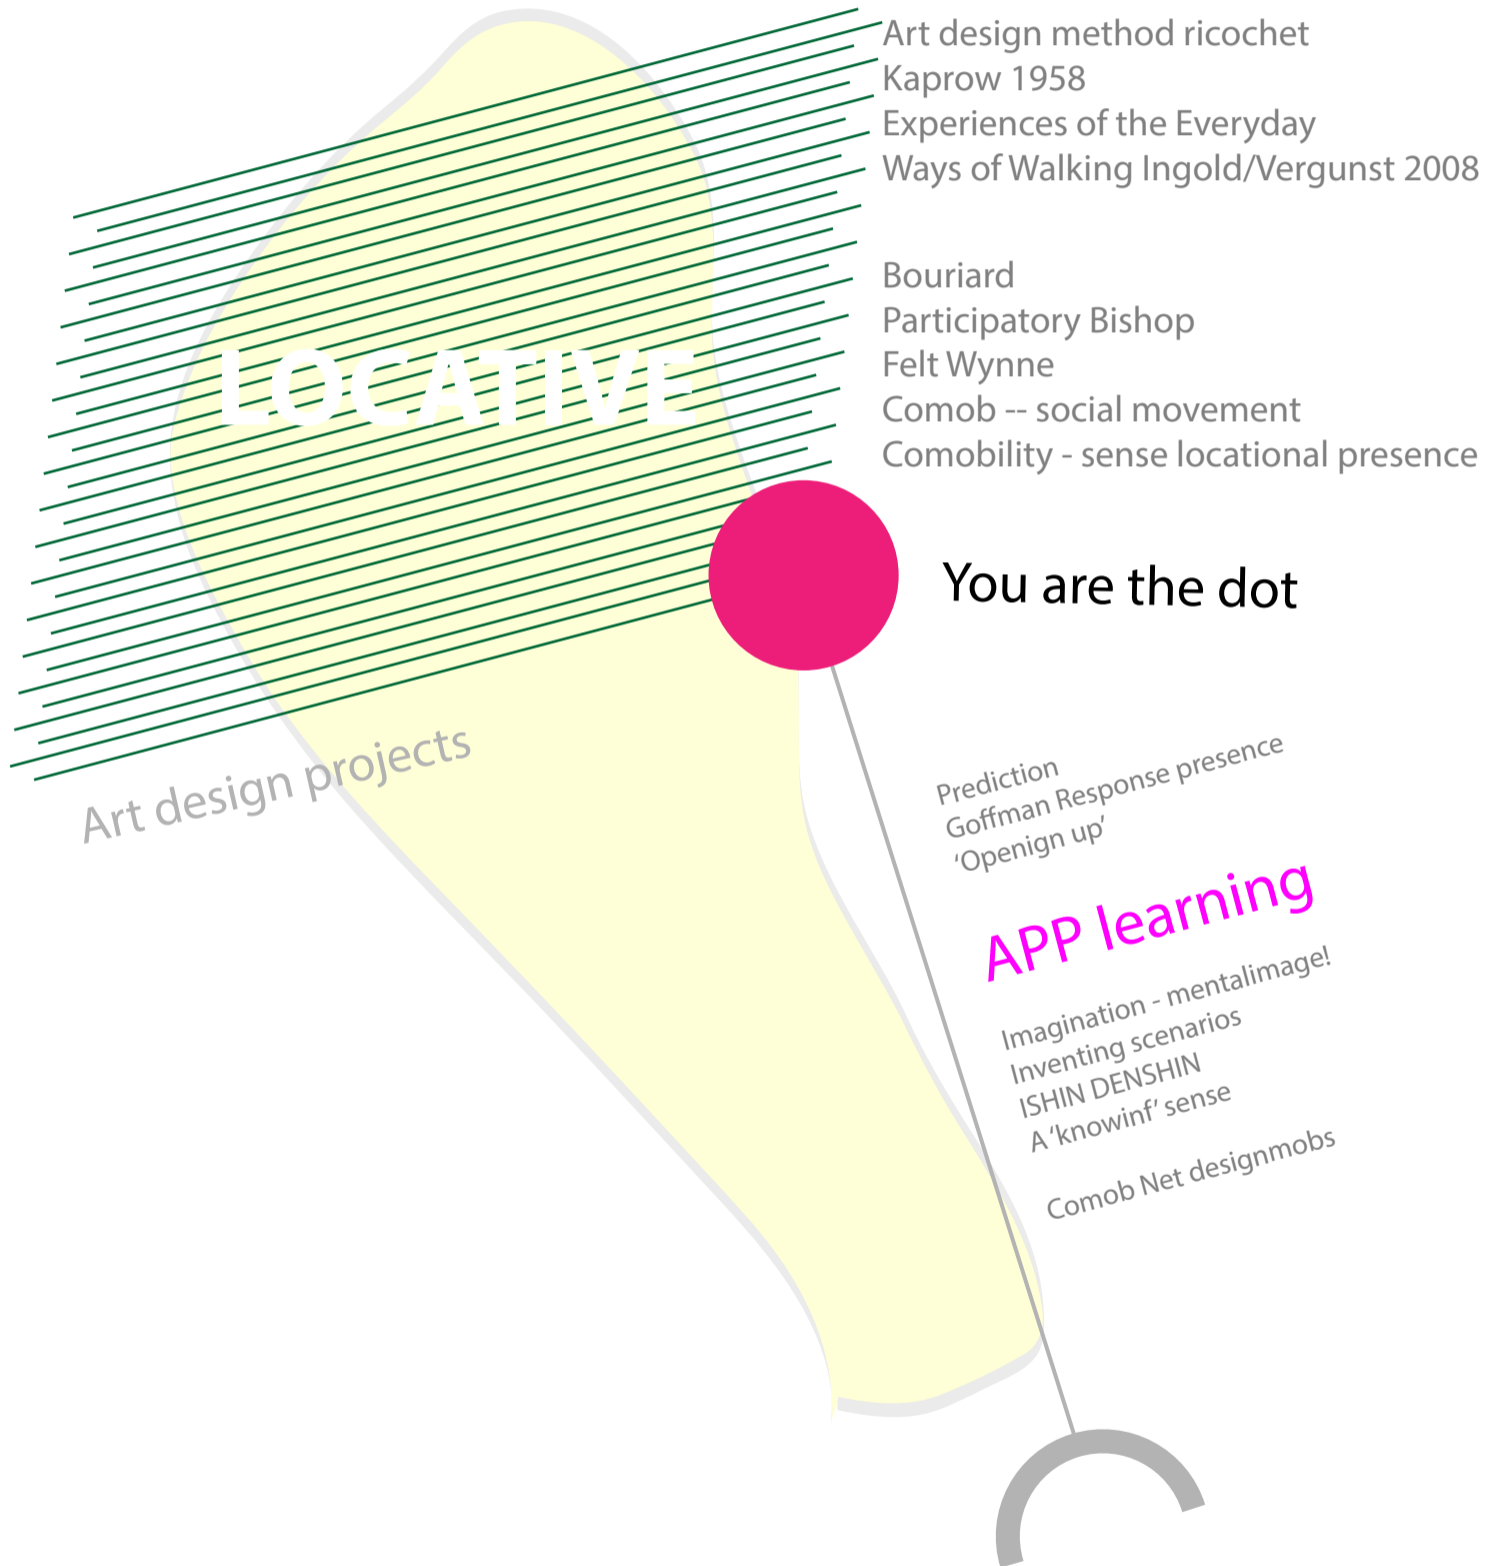 Art design method ricochet
Kaprow 1958
Experiences of the Everyday
Ways of Walking Ingold/Vergunst 2008
Bouriard
Participatory Bishop
Felt Wynne
Comob -- social movement
Comobility - sense locational presence
LOCATIVE
You are the dot
Art design projects
Prediction
Goffman Response presence
‘Openign up’
APP learning
Imagination - mentalimage!
Inventing scenarios
ISHIN DENSHIN
A ‘knowinf’ sense
Comob Net designmobs